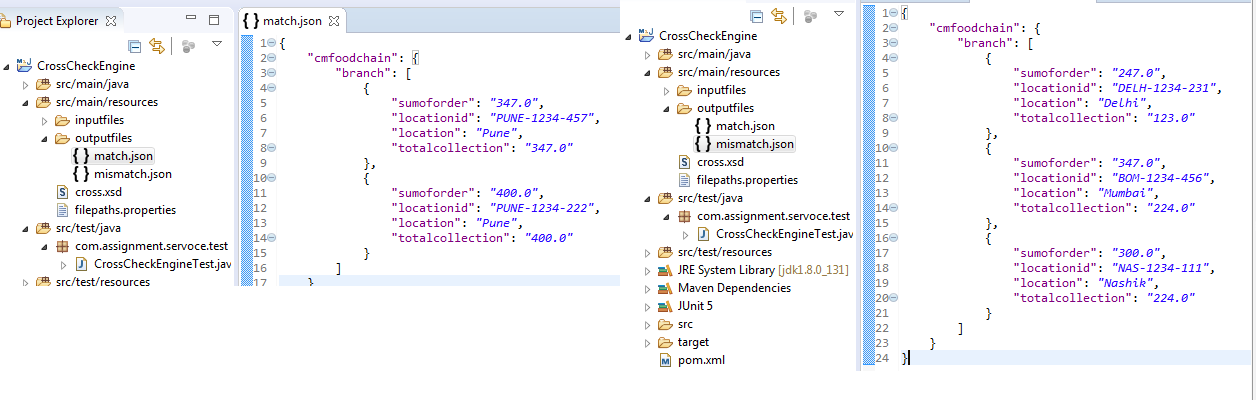 Project Explorer
CrossCheckEngine
src/main/java
src/main/resources
inputfiles
outputfiles
{ } match.json
{ } mismatch.json
cross.xsd
filepaths.properties
src/test/java
com.assignment.servoce.test
CrossCheckEngineTest.jav
src/test/resources
{ } match.json
1 {
2 "cmfoodchain": {
3 "branch": [
4 {
5 "sumoforder": "347.0",
6 "locationid": "PUNE-1234-457",
7 "location": "Pune",
8 "totalcollection": "347.0"
9 },
10 {
11 "sumoforder": "400.0",
12 "locationid": "PUNE-1234-222",
13 "location": "Pune",
14 "totalcollection": "400.0"
15 }
16 ]
17 }
CrossCheckEngine
src/main/java
src/main/resources
inputfiles
outputfiles
{ } match.json
{ } mismatch.json
cross.xsd
filepaths.properties
src/test/java
com.assignment.servoce.test
CrossCheckEngineTest.jav
src/test/resources
JRE System Library [jdk1.8.0_131]
Maven Dependencies
JUnit 5
src
target
pom.xml
1 {
2 "cmfoodchain": {
3 "branch": [
4 {
5 "sumoforder": "247.0",
6 "locationid": "DELH-1234-231",
7 "location": "Delhi",
8 "totalcollection": "123.0"
9 },
10 {
11 "sumoforder": "347.0",
12 "locationid": "BOM-1234-456",
13 "location": "Mumbai",
14 "totalcollection": "224.0"
15 },
16 {
17 "sumoforder": "300.0",
18 "locationid": "NAS-1234-111",
19 "location": "Nashik",
20 "totalcollection": "224.0"
21 }
22 ]
23 }
24 }